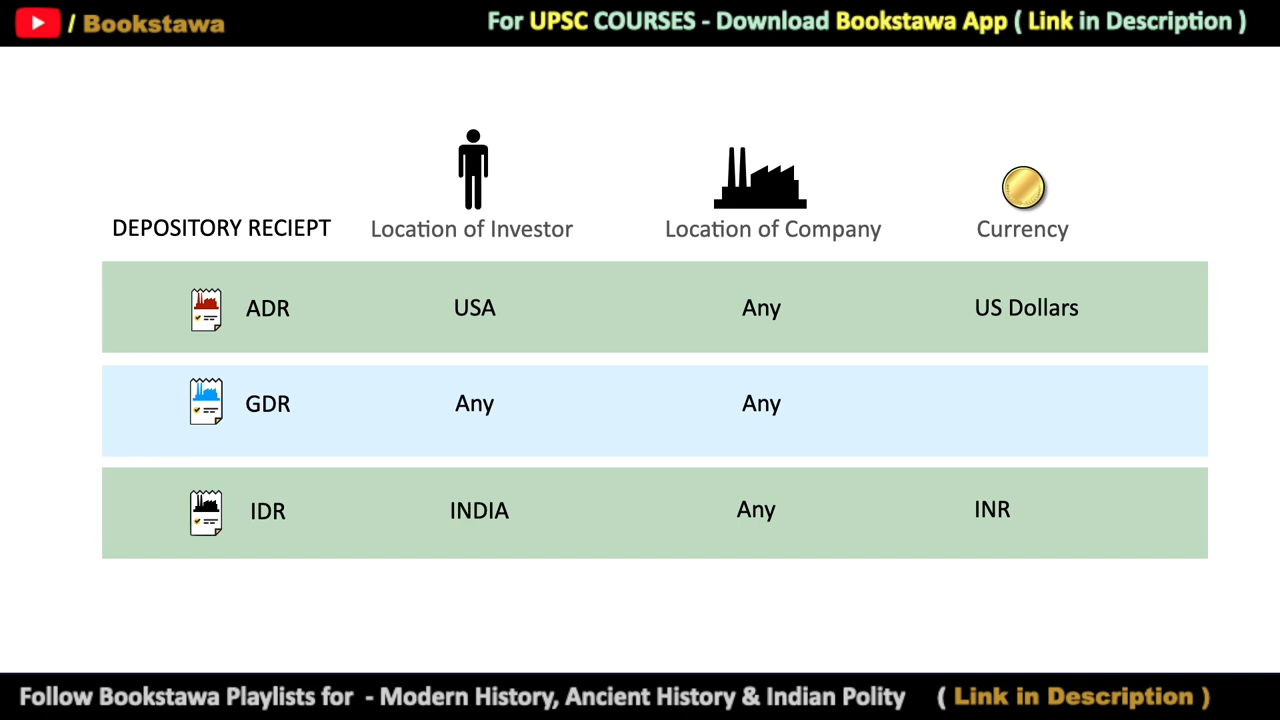 / Bookstawa
For UPSC COURSES - Download Bookstawa App ( Link in Description )
DEPOSITORY RECIEPT Location of Investor Location of Company Currency
ADR USA Any US Dollars
GDR Any Any
IDR INDIA Any INR
Follow Bookstawa Playlists for - Modern History, Ancient History & Indian Polity ( Link in Description )